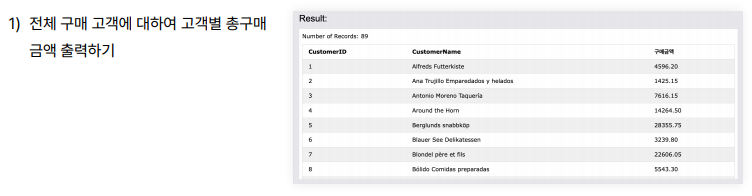 1) 전체 구매 고객에 대하여 고객별 총구매
금액 출력하기
Result:
Number of Records: 89
CustomerID CustomerName 구매금액
1 Alfreds Futterkiste 4596.20
2 Ana Trujillo Emparedados y helados 1425.15
3 Antonio Moreno Taquería 7616.15
4 Around the Horn 14264.50
5 Berglunds snabbköp 28355.75
6 Blauer See Delikatessen 3239.80
7 Blondel père et fils 22606.05
8 Bólido Comidas preparadas 5543.30